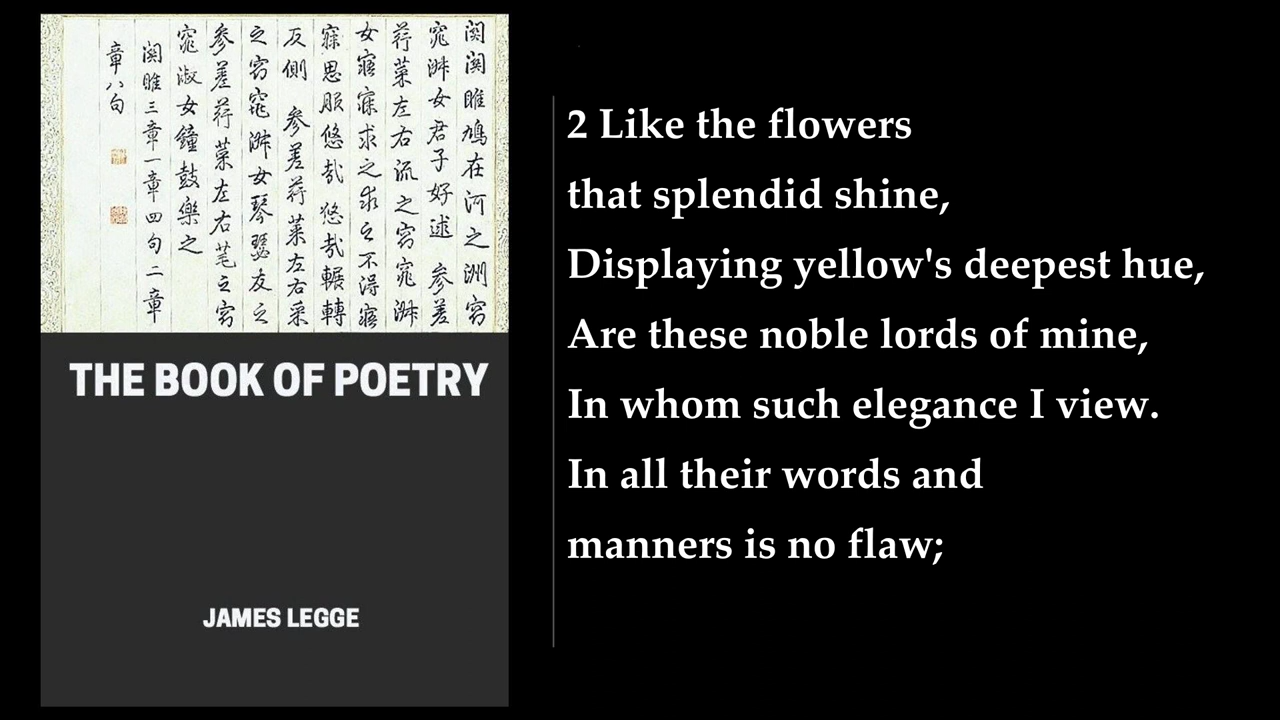 關關雎鳩在河之洲窈
窕淑女君子好逑 參差
荇菜左右流之窈窕淑
女寤寐求之求之不得寤
寐思服悠哉悠哉輾轉
反側 參差荇菜左右采
之窈窕淑女琴瑟友之
參差荇菜左右芼之窈
窕淑女鐘鼓樂之
關雎三章一章四句二章
章八句
THE BOOK OF POETRY
JAMES LEGGE
2 Like the flowers
that splendid shine,
Displaying yellow's deepest hue,
Are these noble lords of mine,
In whom such elegance I view.
In all their words and
manners is no flaw;